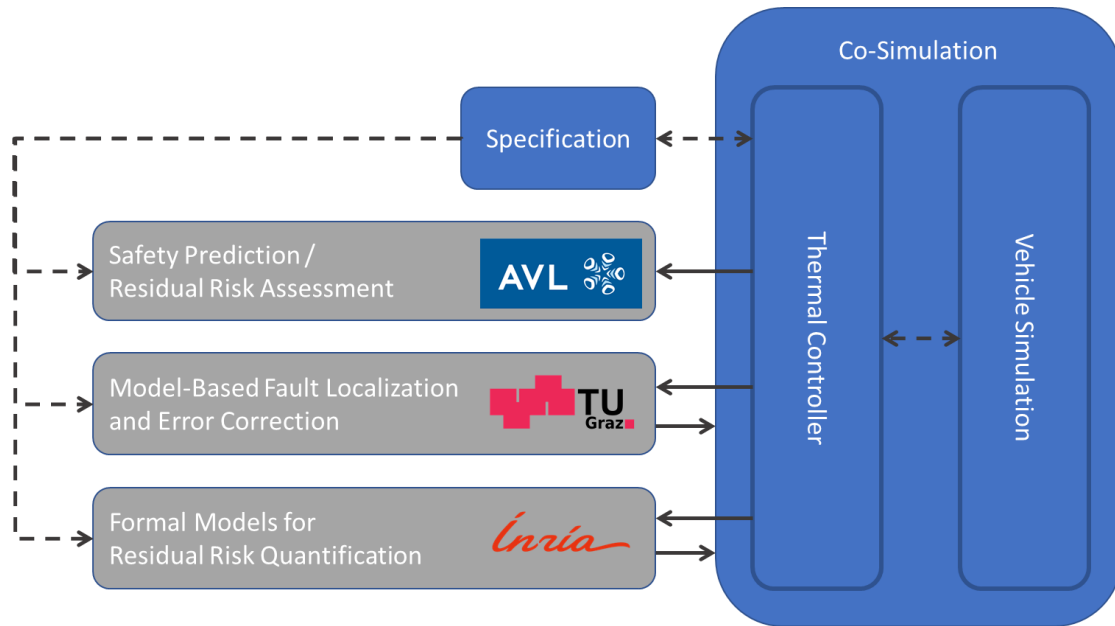 Co-Simulation
Specification
Safety Prediction /
Residual Risk Assessment
AVL
Model-Based Fault Localization
and Error Correction
TU
Graz
Formal Models for
Residual Risk Quantification
Inría
Thermal Controller
Vehicle Simulation